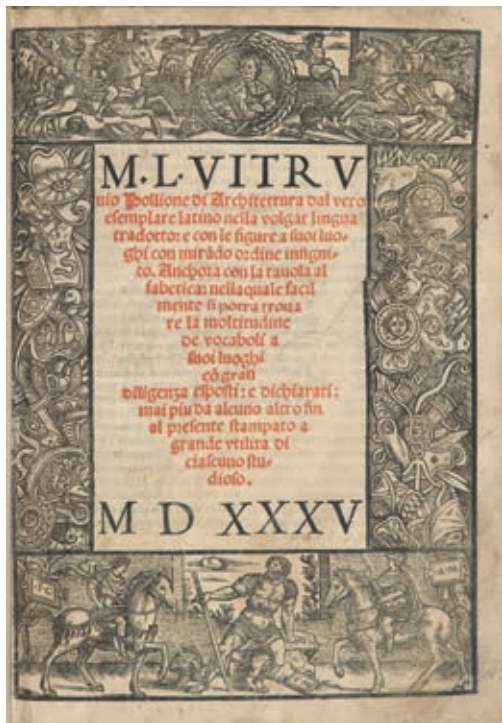 M·L·VITRV
uio Pollione di Architettura dal vero
esemplare latino nella volgar lingua
tradotto: e con le figure a suoi luo-
ghi con mirãdo ordine insigni-
to. Anchora con la tauola al
fabetica: nellaquale facil
mente si potra troua
re la moltitudine
de vocaboli a
suoi luoghi
cõ gran
diligenza esposti: e dichiarati:
mai piu da alcuno altro fin
al presente stampato a
grande vtilita di
ciascuno stu-
dioso.
M D XXXV